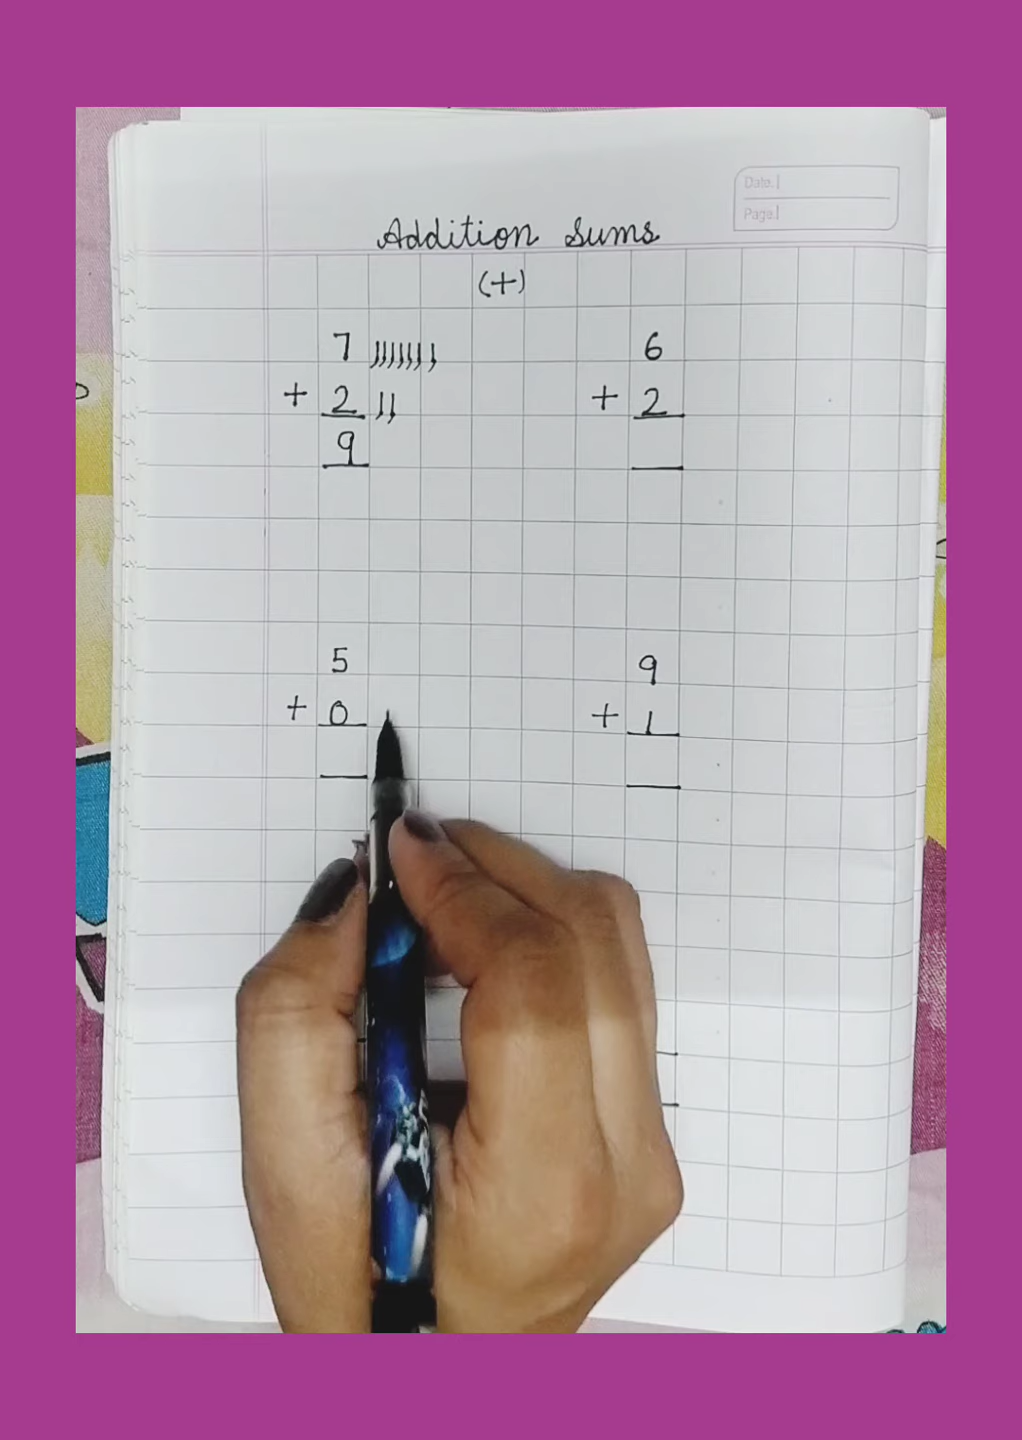 Date.
Page.
Addition Sums
(+)
7 6
+ 2 + 2
9
5 9
+ 0 + 1